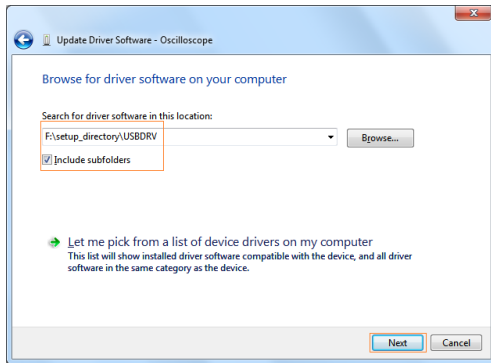 Update Driver Software - Oscilloscope
Browse for driver software on your computer
Search for driver software in this location:
F:\setup_directory\USBDRV
Browse...
Include subfolders
Let me pick from a list of device drivers on my computer
This list will show installed driver software compatible with the device, and all driver
software in the same category as the device.
Next
Cancel